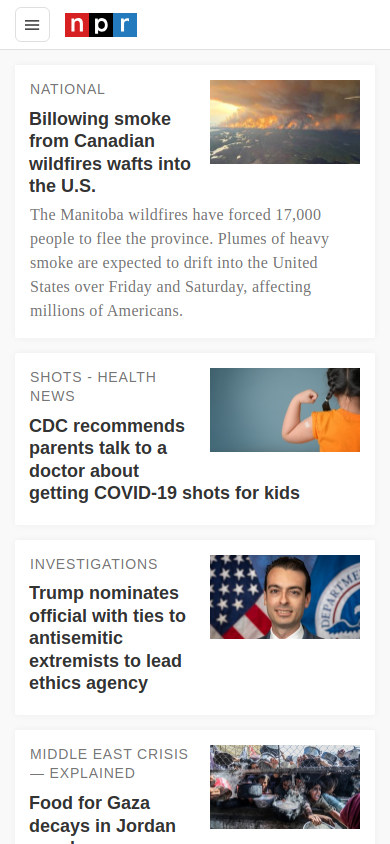 npr
NATIONAL
Billowing smoke
from Canadian
wildfires wafts into
the U.S.
The Manitoba wildfires have forced 17,000
people to flee the province. Plumes of heavy
smoke are expected to drift into the United
States over Friday and Saturday, affecting
millions of Americans.
SHOTS - HEALTH
NEWS
CDC recommends
parents talk to a
doctor about
getting COVID-19 shots for kids
INVESTIGATIONS
Trump nominates
official with ties to
antisemitic
extremists to lead
ethics agency
DEPARTME
MIDDLE EAST CRISIS
— EXPLAINED
Food for Gaza
decays in Jordan